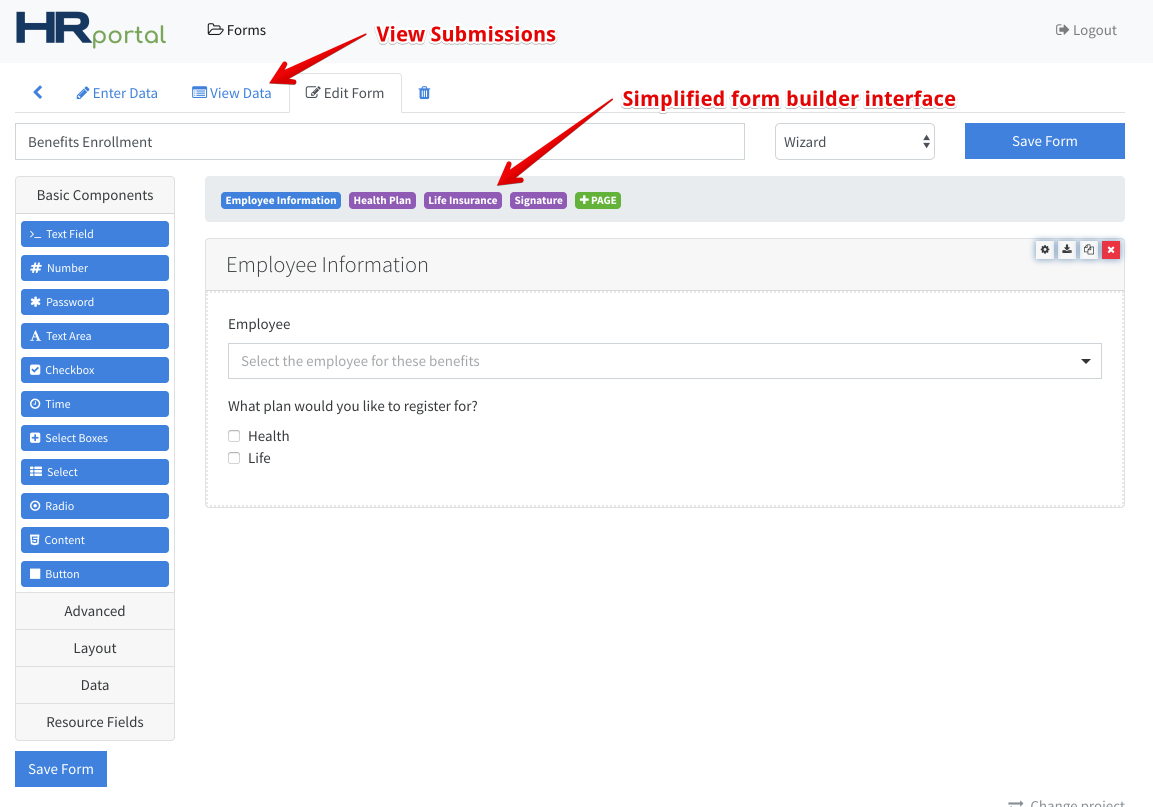 HRportal
Forms
View Submissions
Logout
Enter Data
View Data
Edit Form
Simplified form builder interface
Benefits Enrollment
Wizard
Save Form
Basic Components
Employee Information
Health Plan
Life Insurance
Signature
PAGE
Text Field
Number
Password
Text Area
Checkbox
Time
Select Boxes
Select
Radio
Content
Button
Advanced
Layout
Data
Resource Fields
Save Form
Employee Information
Employee
Select the employee for these benefits
What plan would you like to register for?
Health
Life
Change project